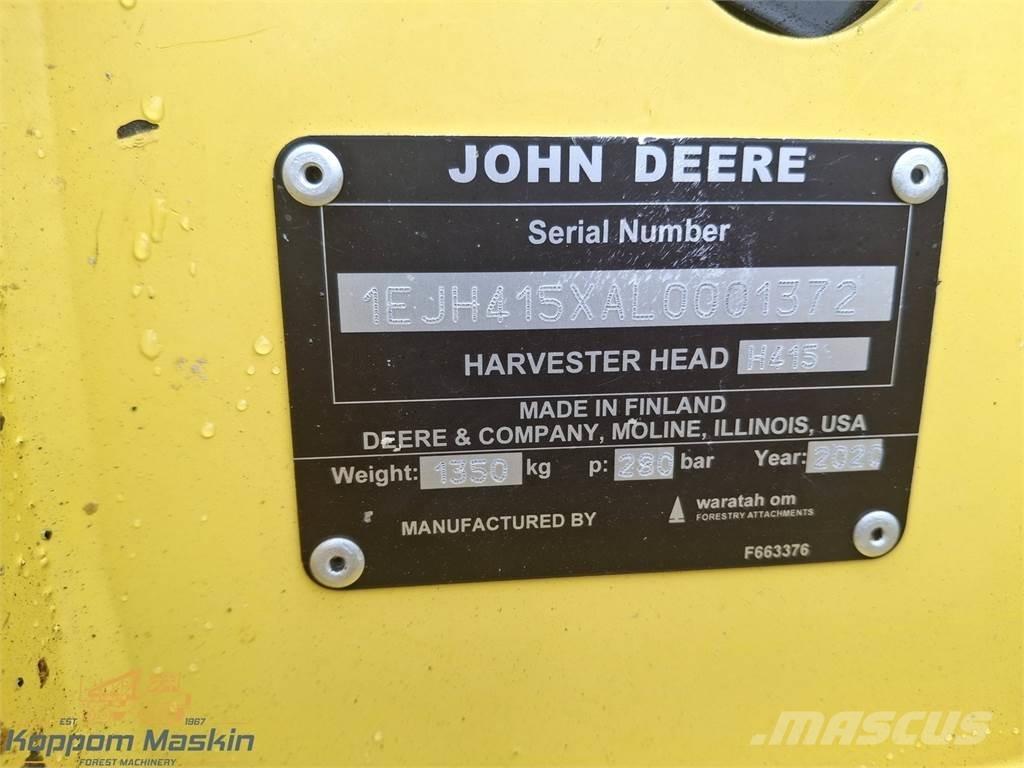 JOHN DEERE
Serial Number
1EJH415XAL0001372
HARVESTER HEAD H415
MADE IN FINLAND
DEERE & COMPANY, MOLINE, ILLINOIS, USA
Weight: 1350 kg p: 280 bar Year: 2020
MANUFACTURED BY waratah om
FORESTRY ATTACHMENTS
F663376
EST 1967
Koppom Maskin
FOREST MACHINERY
MASCUS